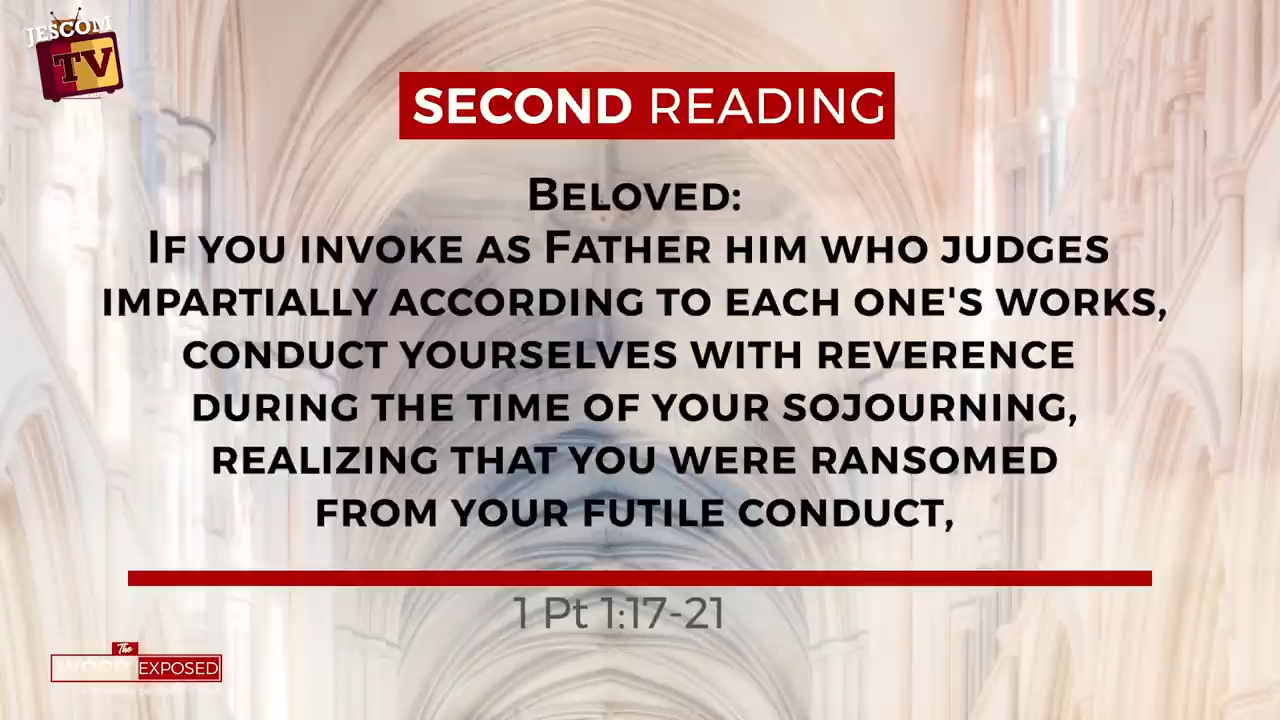 JESCOM
TV
SECOND READING
BELOVED:
IF YOU INVOKE AS FATHER HIM WHO JUDGES
IMPARTIALLY ACCORDING TO EACH ONE'S WORKS,
CONDUCT YOURSELVES WITH REVERENCE
DURING THE TIME OF YOUR SOJOURNING,
REALIZING THAT YOU WERE RANSOMED
FROM YOUR FUTILE CONDUCT,
1 Pt 1:17-21
The
WORD EXPOSED